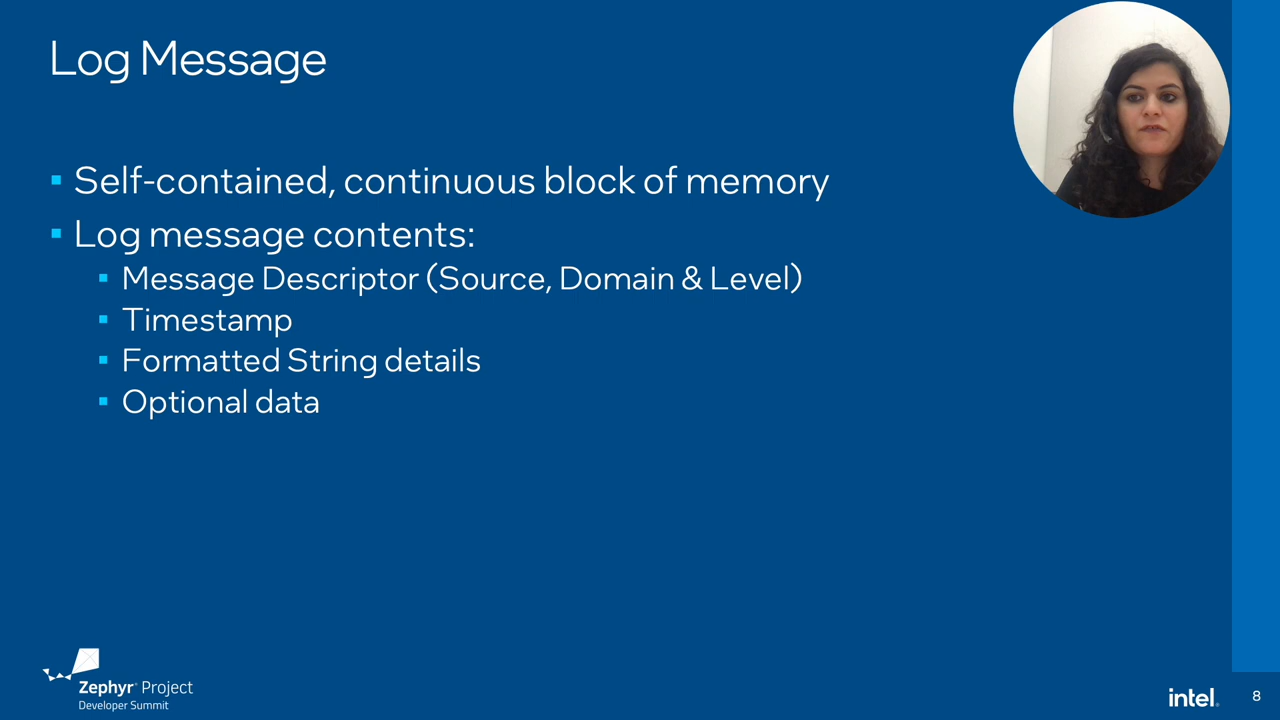 Log Message
Self-contained, continuous block of memory
Log message contents:
Message Descriptor (Source, Domain & Level)
Timestamp
Formatted String details
Optional data
Zephyr Project
Developer Summit
intel.
8